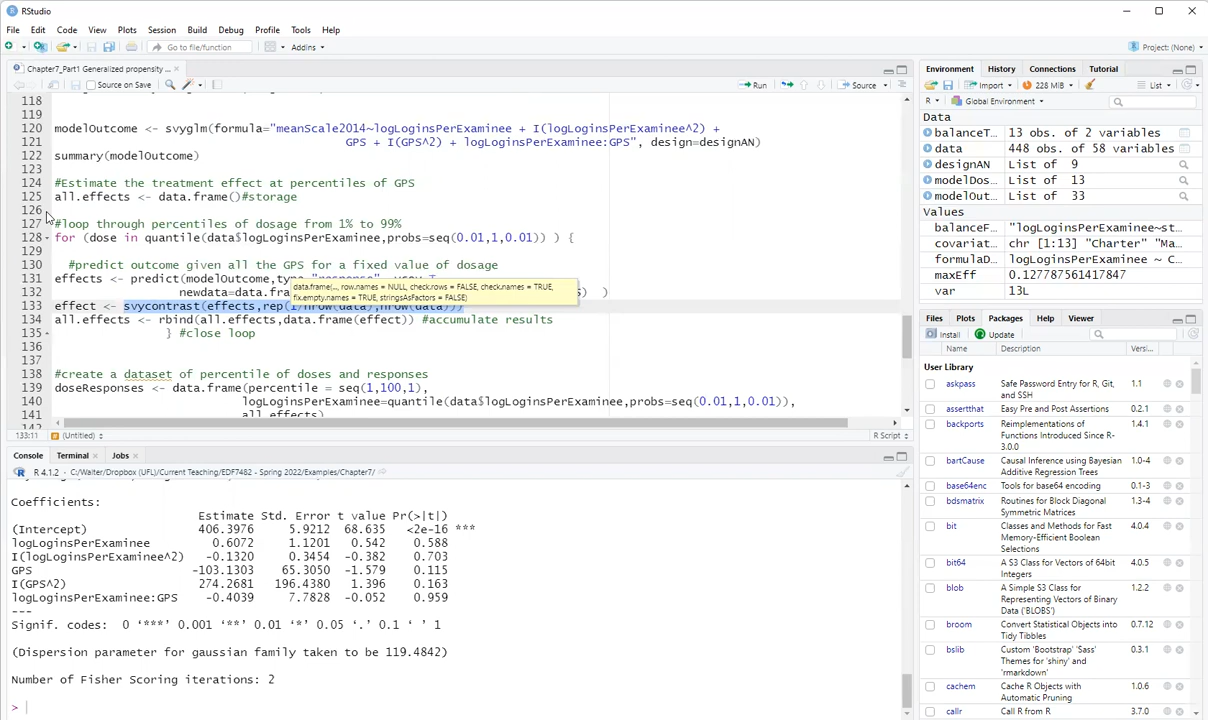 RStudio
File Edit Code View Plots Session Build Debug Profile Tools Help
Go to file/function Addins Project: (None)
Chapter7_Part1 Generalized propensity ...
Source on Save Run Source
118
119
120 modelOutcome <- svyglm(formula="meanScale2014~logLoginsPerExaminee + I(logLoginsPerExaminee^2) +
121 GPS + I(GPS^2) + logLoginsPerExaminee:GPS", design=designAN)
122 summary(modelOutcome)
123
124 #Estimate the treatment effect at percentiles of GPS
125 all.effects <- data.frame()#storage
126
127 #loop through percentiles of dosage from 1% to 99%
128 for (dose in quantile(data$logLoginsPerExaminee,probs=seq(0.01,1,0.01)) ) {
129
130 #predict outcome given all the GPS for a fixed value of dosage
131 effects <- predict(modelOutcome,type
132 newdata=data.fra ) )
data.frame(..., row.names = NULL, check.rows = FALSE, check.names = TRUE,
fix.empty.names = TRUE, stringsAsFactors = FALSE)
133 effect <- svycontrast(effects,rep(1/nrow(data),nrow(data)))
134 all.effects <- rbind(all.effects,data.frame(effect)) #accumulate results
135 } #close loop
136
137
138 #create a dataset of percentile of doses and responses
139 doseResponses <- data.frame(percentile = seq(1,100,1),
140 logLoginsPerExaminee=quantile(data$logLoginsPerExaminee,probs=seq(0.01,1,0.01)),
141 all.effects)
142
133:11 (Untitled) R Script
Console Terminal Jobs
R 4.1.2 · C:/Walter/Dropbox (UFL)/Current Teaching/EDF7482 - Spring 2022/Examples/Chapter7/
Coefficients:
Estimate Std. Error t value Pr(>|t|)
(Intercept) 406.3976 5.9212 68.635 <2e-16 ***
logLoginsPerExaminee 0.6072 1.1201 0.542 0.588
I(logLoginsPerExaminee^2) -0.1320 0.3454 -0.382 0.703
GPS -103.1303 65.3050 -1.579 0.115
I(GPS^2) 274.2681 196.4380 1.396 0.163
logLoginsPerExaminee:GPS -0.4039 7.7828 -0.052 0.959
---
Signif. codes: 0 ‘***’ 0.001 ‘**’ 0.01 ‘*’ 0.05 ‘.’ 0.1 ‘ ’ 1
(Dispersion parameter for gaussian family taken to be 119.4842)
Number of Fisher Scoring iterations: 2
>
Environment History Connections Tutorial
Import 228 MiB List
R Global Environment
Data
balanceT... 13 obs. of 2 variables
data 448 obs. of 58 variables
designAN List of 9
modelDos... List of 13
modelOut... List of 33
Values
balanceF... "logLoginsPerExaminee~st...
covariat... chr [1:13] "Charter" "Ma...
formulaD... logLoginsPerExaminee ~ C...
maxEff 0.127787561417847
var 13L
Files Plots Packages Help Viewer
Install Update
Name Description Versi...
User Library
askpass Safe Password Entry for R, Git, and SSH 1.1
assertthat Easy Pre and Post Assertions 0.2.1
backports Reimplementations of Functions Introduced Since R-3.0.0 1.4.1
bartCause Causal Inference using Bayesian Additive Regression Trees 1.0-4
base64enc Tools for base64 encoding 0.1-3
bdsmatrix Routines for Block Diagonal Symmetric Matrices 1.3-4
bit Classes and Methods for Fast Memory-Efficient Boolean Selections 4.0.4
bit64 A S3 Class for Vectors of 64bit Integers 4.0.5
blob A Simple S3 Class for Representing Vectors of Binary Data ('BLOBS') 1.2.2
broom Convert Statistical Objects into Tidy Tibbles 0.7.12
bslib Custom 'Bootstrap' 'Sass' Themes for 'shiny' and 'rmarkdown' 0.3.1
cachem Cache R Objects with Automatic Pruning 1.0.6
callr Call R from R 3.7.0